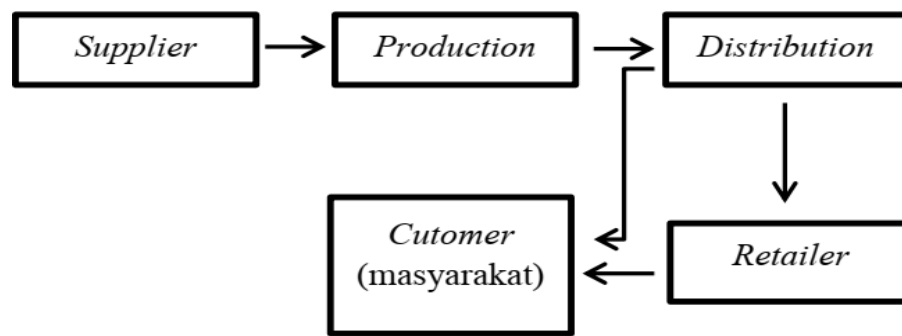 Supplier
Production
Distribution
Cutomer
(masyarakat)
Retailer